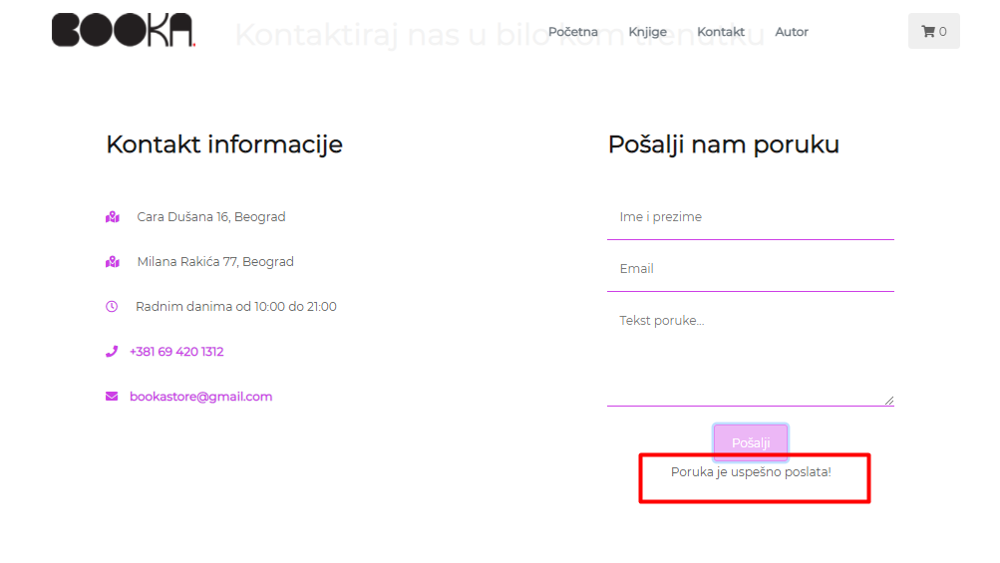 BOOKA.
Kontaktiraj nas u bilo kom trenutku
Početna
Knjige
Kontakt
Autor
0
Kontakt informacije
Cara Dušana 16, Beograd
Milana Rakića 77, Beograd
Radnim danima od 10:00 do 21:00
+381 69 420 1312
bookastore@gmail.com
Pošalji nam poruku
Ime i prezime
Email
Tekst poruke...
Pošalji
Poruka je uspešno poslata!